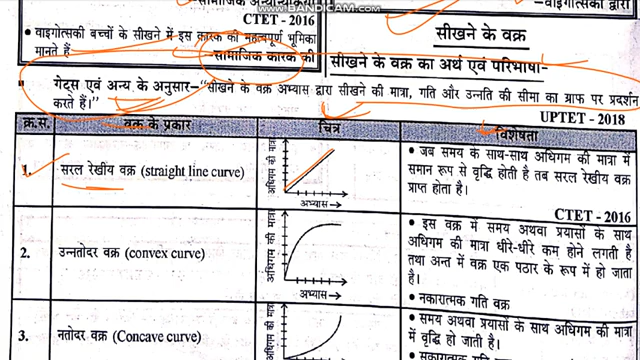 WWW.BANDICAM.COM
CTET - 2016
• वाइगोत्सकी बच्चों के सीखने में इस कारक की महत्वपूर्ण भूमिका
मानते हैं –सामाजिक कारक की
सीखने के वक्र
सीखने के वक्र का अर्थ एवं परिभाषा-
गेट्स एवं अन्य के अनुसार–"सीखने के वक्र अभ्यास द्वारा सीखने की मात्रा, गति और उन्नति की सीमा का ग्राफ पर प्रदर्शन
करते हैं।"
UPTET - 2018
क्र.स. वक्र के प्रकार चित्र विशेषता
1. सरल रेखीय वक्र (straight line curve)
अधिगम की मात्रा
अभ्यास→
• जब समय के साथ-साथ अधिगम की मात्रा में
समान रूप से वृद्धि होती है तब सरल रेखीय वक्र
प्राप्त होता है।
CTET - 2016
2. उन्नतोदर वक्र (convex curve)
अधिगम की मात्रा
अभ्यास→
• इस वक्र में समय अथवा प्रयासों के साथ
अधिगम की मात्रा धीरे-धीरे कम होने लगती है
तथा अन्त में वक्र एक पठार के रूप में हो जाता
है।
• नकारात्मक गति वक्र
3. नतोदर वक्र (Concave curve)
की मात्रा
• समय अथवा प्रयासों के साथ अधिगम की मात्रा
में वृद्धि हो जाती है।